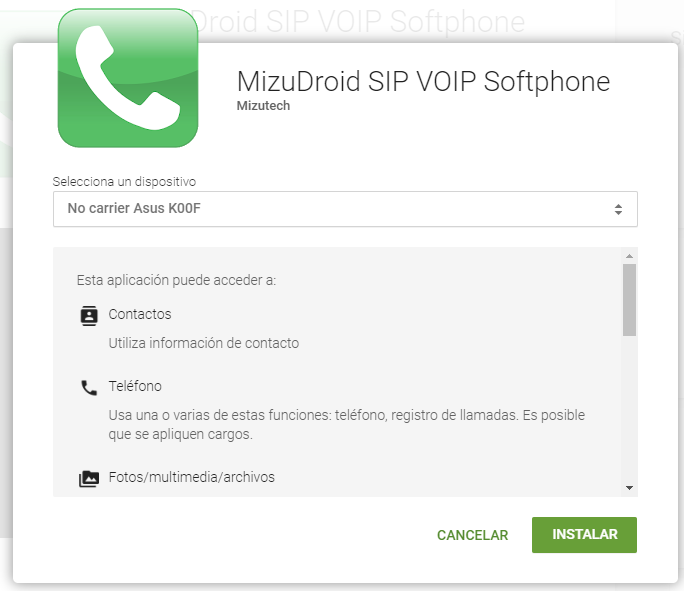 Droid SIP VOIP Softphone
MizuDroid SIP VOIP Softphone
Mizutech
Selecciona un dispositivo
No carrier Asus K00F
Esta aplicación puede acceder a:
Contactos
Utiliza información de contacto
Teléfono
Usa una o varias de estas funciones: teléfono, registro de llamadas. Es posible
que se apliquen cargos.
Fotos/multimedia/archivos
CANCELAR
INSTALAR